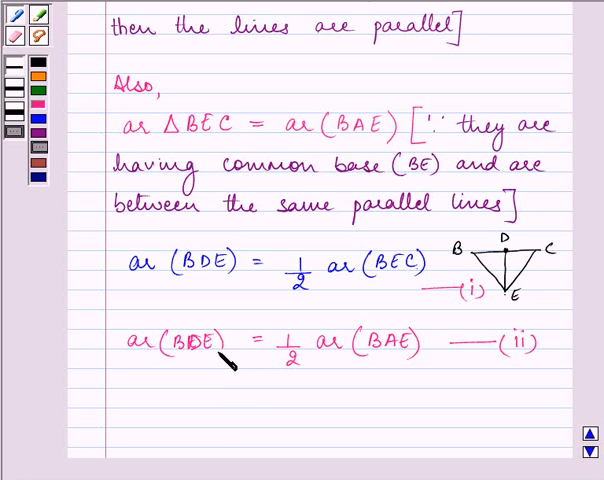 then the lines are parallel]
Also,
ar △BEC = ar (BAE) [∵ they are
having common base (BE) and are
between the same parallel lines]
ar (BDE) = 1/2 ar (BEC) ——(i)
B D C
E
ar (BDE) = 1/2 ar (BAE) ——(ii)